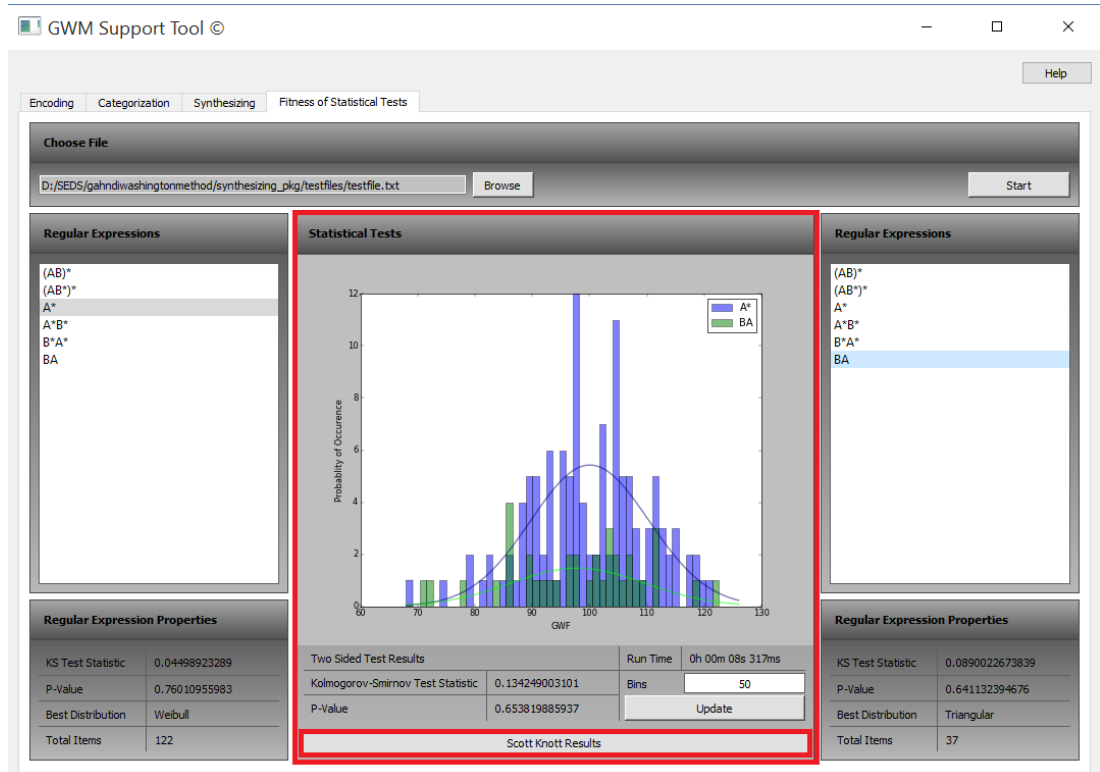 GWM Support Tool ©
Help
Encoding Categorization Synthesizing Fitness of Statistical Tests
Choose File
D:/SEDS/gahndiwashingtonmethod/synthesizing_pkg/testfiles/testfile.txt Browse Start
Regular Expressions
(AB)*
(AB*)*
A*
A*B*
B*A*
BA
Regular Expression Properties
KS Test Statistic 0.04498923289
P-Value 0.76010955983
Best Distribution Weibull
Total Items 122
Statistical Tests
A*
BA
Probablity of Occurence
12
10
8
6
4
2
0
60 70 80 90 100 110 120 130
GWF
Two Sided Test Results Run Time 0h 00m 08s 317ms
Kolmogorov-Smirnov Test Statistic 0.134249003101 Bins 50
P-Value 0.653819885937 Update
Scott Knott Results
Regular Expressions
(AB)*
(AB*)*
A*
A*B*
B*A*
BA
Regular Expression Properties
KS Test Statistic 0.0890022673839
P-Value 0.641132394676
Best Distribution Triangular
Total Items 37